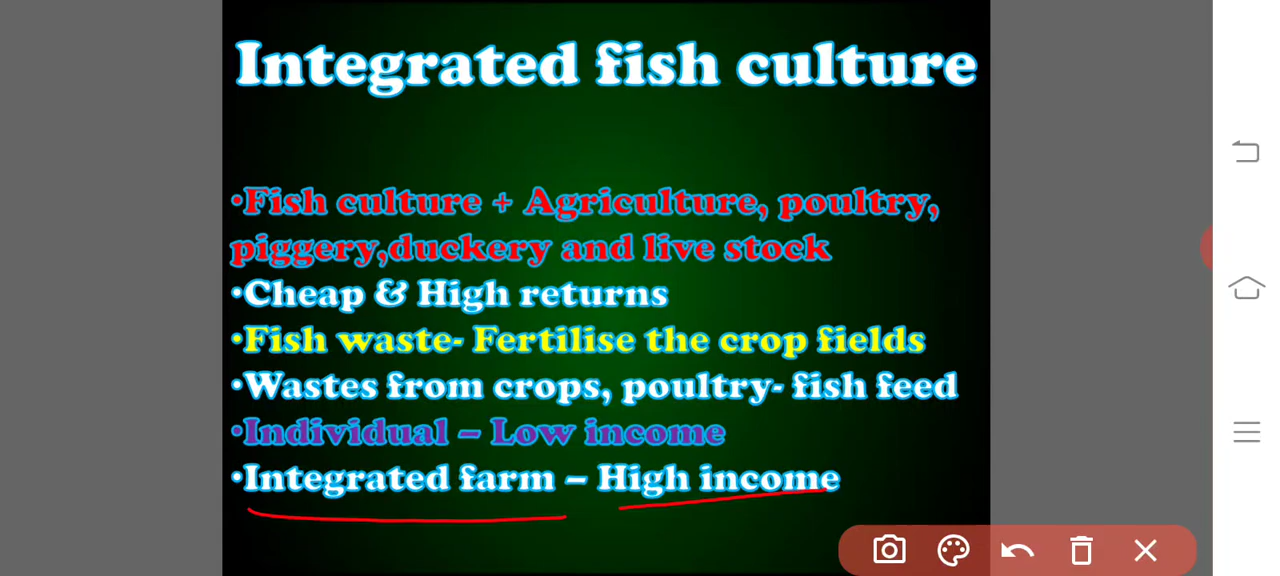 Integrated fish culture
•Fish culture + Agriculture, poultry,
piggery,duckery and live stock
•Cheap & High returns
•Fish waste- Fertilise the crop fields
•Wastes from crops, poultry- fish feed
•Individual – Low income
•Integrated farm – High income